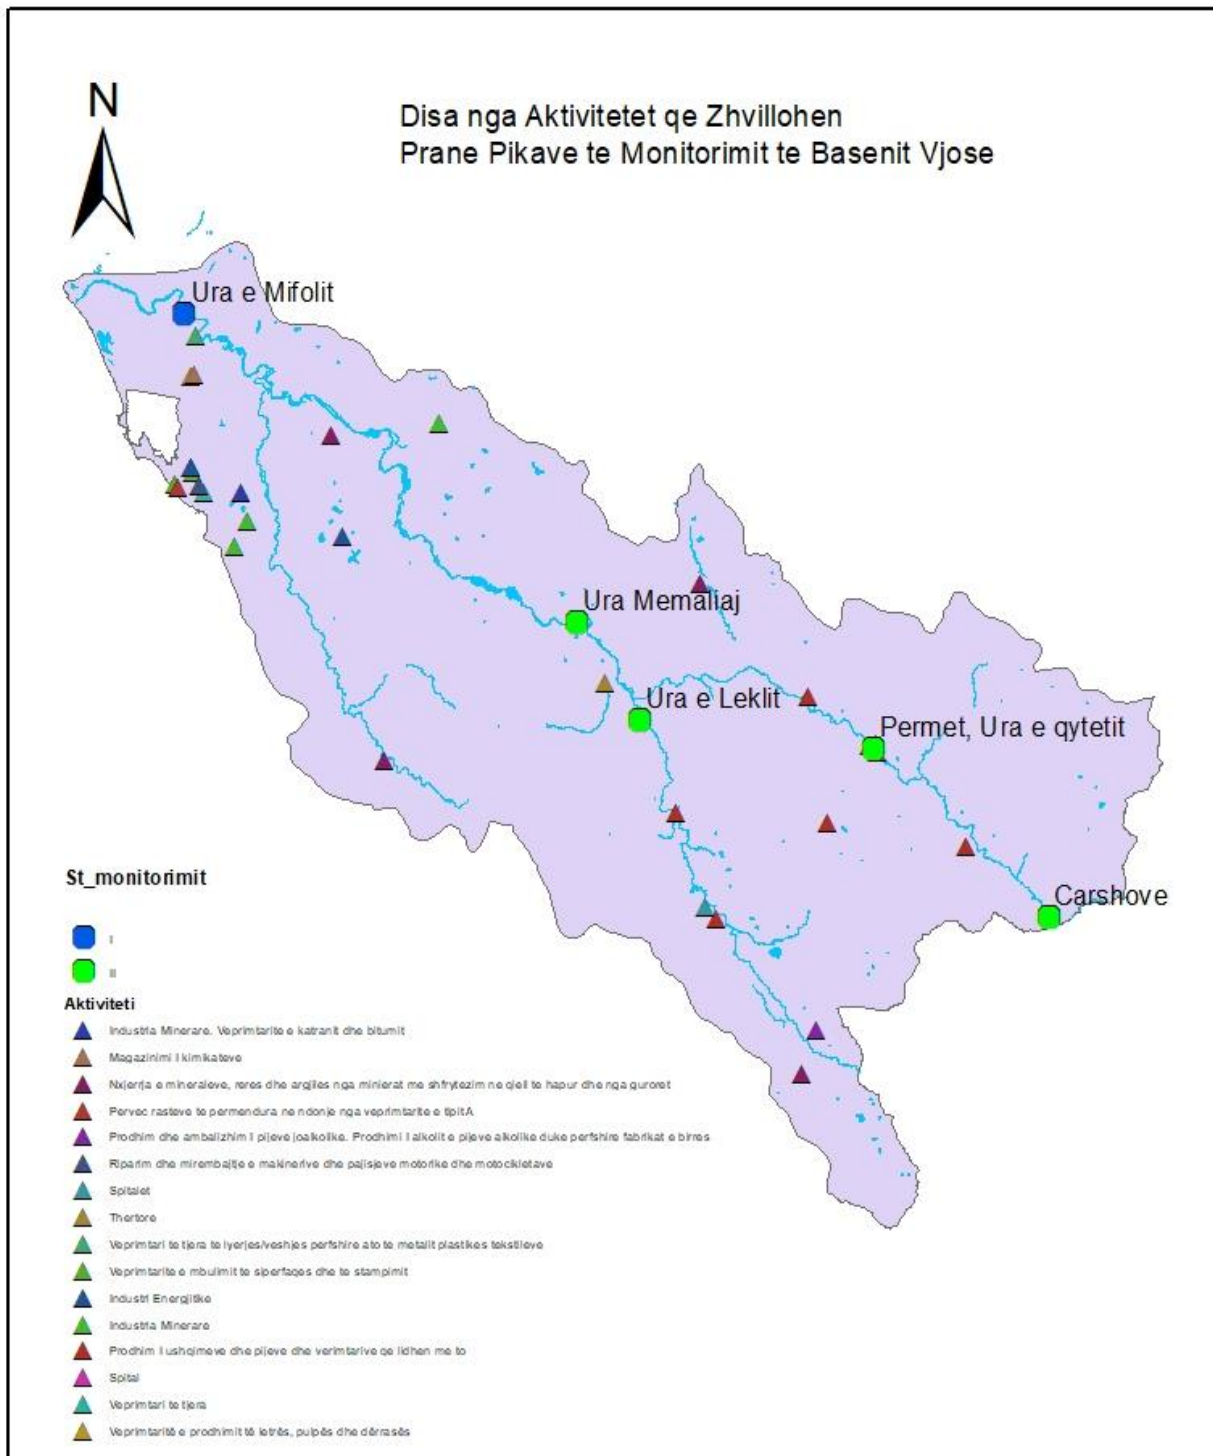 N
Disa nga Aktivitetet qe Zhvillohen
Prane Pikave te Monitorimit te Basenit Vjose
Ura e Mifolit
Ura Memaliaj
Ura e Leklit
Permet, Ura e qytetit
Carshove
St_monitorimit
I
II
Aktiviteti
Industria Minerare. Veprimtarite e katranit dhe bitumit
Magazinimi I kimikateve
Nxjerrja e mineraleve, reres dhe argjiles nga minierat me shfrytezim ne qiell te hapur dhe nga guroret
Pervec rasteve te permendura ne ndonje nga veprimtarite e tipit A
Prodhim dhe ambalizhim I pijeve joalkolike. Prodhimi I alkolit e pijeve alkolike duke perfshire fabrikat e birres
Riparim dhe mirembajtje e makinerive dhe pajisjeve motorike dhe motocikletave
Spitalet
Thertore
Veprimtari te tjera te lyerjes/veshjes perfshire ato te metalit plastikes tekstileve
Veprimtarite e mbulimit te siperfaqes dhe te stampimit
Industri Energjitike
Industria Minerare
Prodhim I ushqimeve dhe pijeve dhe verimtarive qe lidhen me to
Spital
Veprimtari te tjera
Veprimtaritë e prodhimit të letrës, pulpës dhe dërrasës